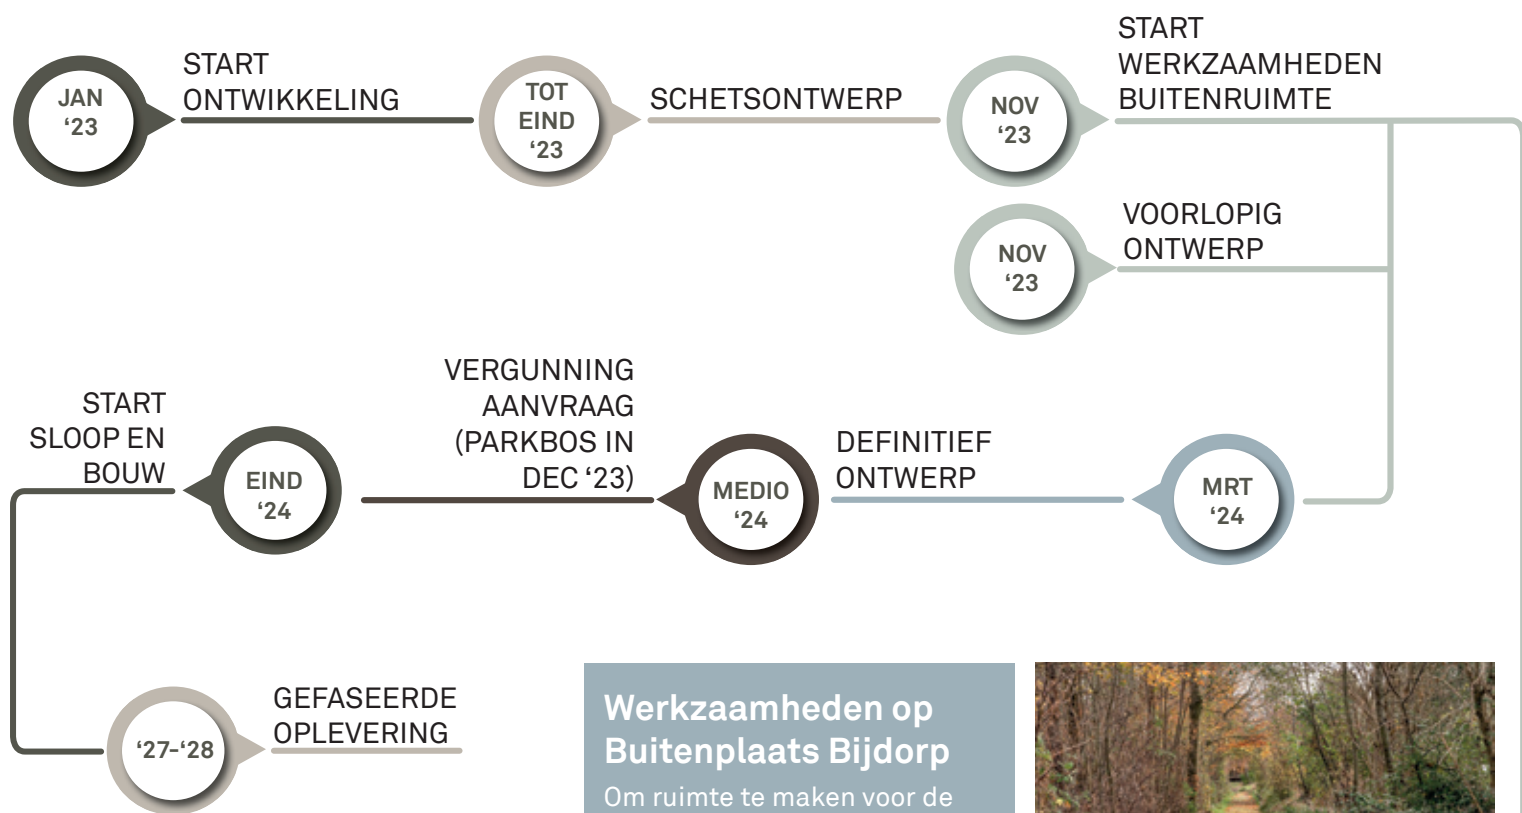 JAN
‘23
START
ONTWIKKELING
TOT
EIND
‘23
SCHETSONTWERP
NOV
‘23
START
WERKZAAMHEDEN
BUITENRUIMTE
NOV
‘23
VOORLOPIG
ONTWERP
MRT
‘24
DEFINITIEF
ONTWERP
MEDIO
‘24
VERGUNNING
AANVRAAG
(PARKBOS IN
DEC ‘23)
EIND
‘24
START
SLOOP EN
BOUW
‘27-‘28
GEFASEERDE
OPLEVERING
Werkzaamheden op
Buitenplaats Bijdorp
Om ruimte te maken voor de